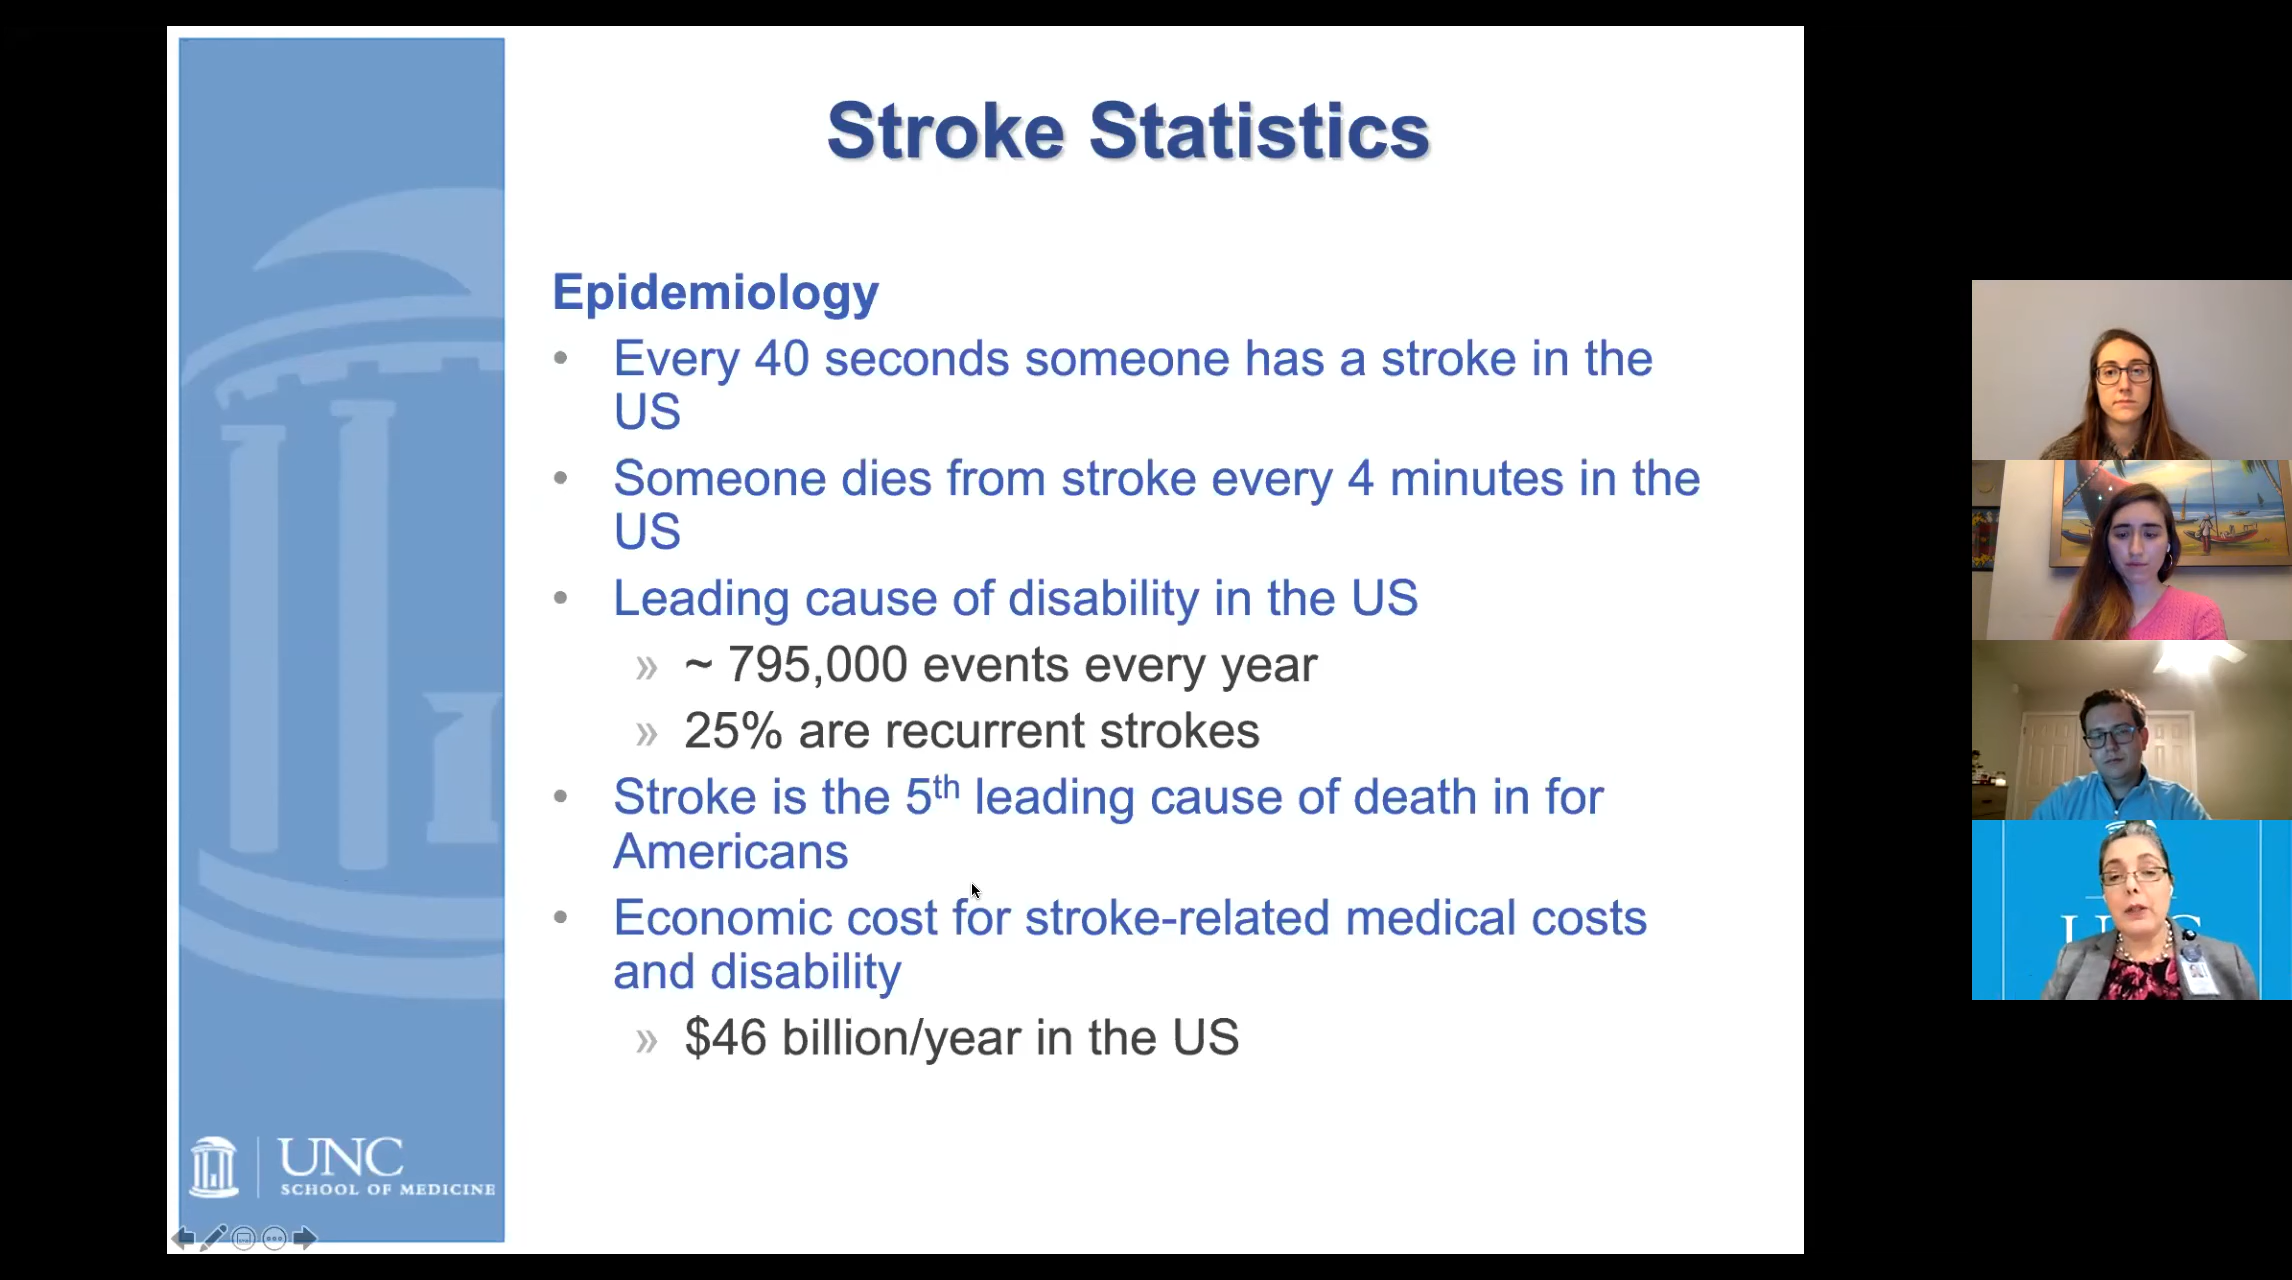 Stroke Statistics
Epidemiology
• Every 40 seconds someone has a stroke in the
US
• Someone dies from stroke every 4 minutes in the
US
• Leading cause of disability in the US
» ~ 795,000 events every year
» 25% are recurrent strokes
• Stroke is the 5th leading cause of death in for
Americans
• Economic cost for stroke-related medical costs
and disability
» $46 billion/year in the US
UNC
SCHOOL OF MEDICINE